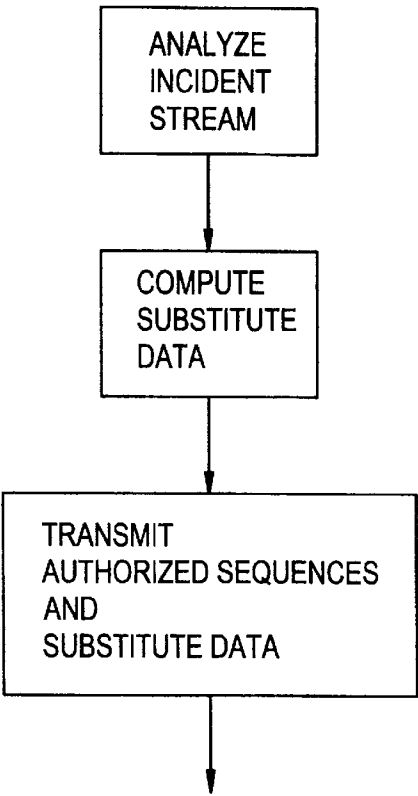 ANALYZE
INCIDENT
STREAM
COMPUTE
SUBSTITUTE
DATA
TRANSMIT
AUTHORIZED SEQUENCES
AND
SUBSTITUTE DATA